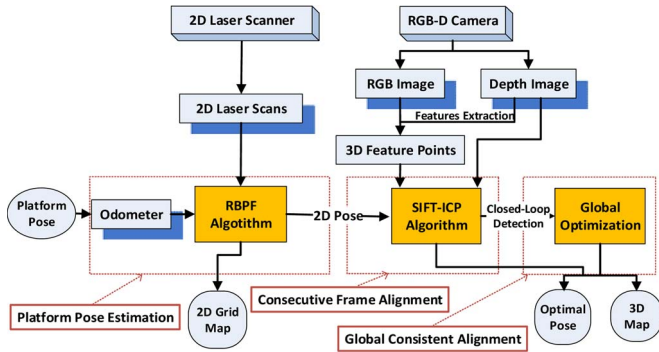 2D Laser Scanner
RGB-D Camera
RGB Image
Depth Image
2D Laser Scans
Features Extraction
3D Feature Points
Platform
Pose
Odometer
RBPF
Algotithm
2D Pose
SIFT-ICP
Algorithm
Closed-Loop
Detection
Global
Optimization
Platform Pose Estimation
2D Grid
Map
Consecutive Frame Alignment
Global Consistent Alignment
Optimal
Pose
3D
Map